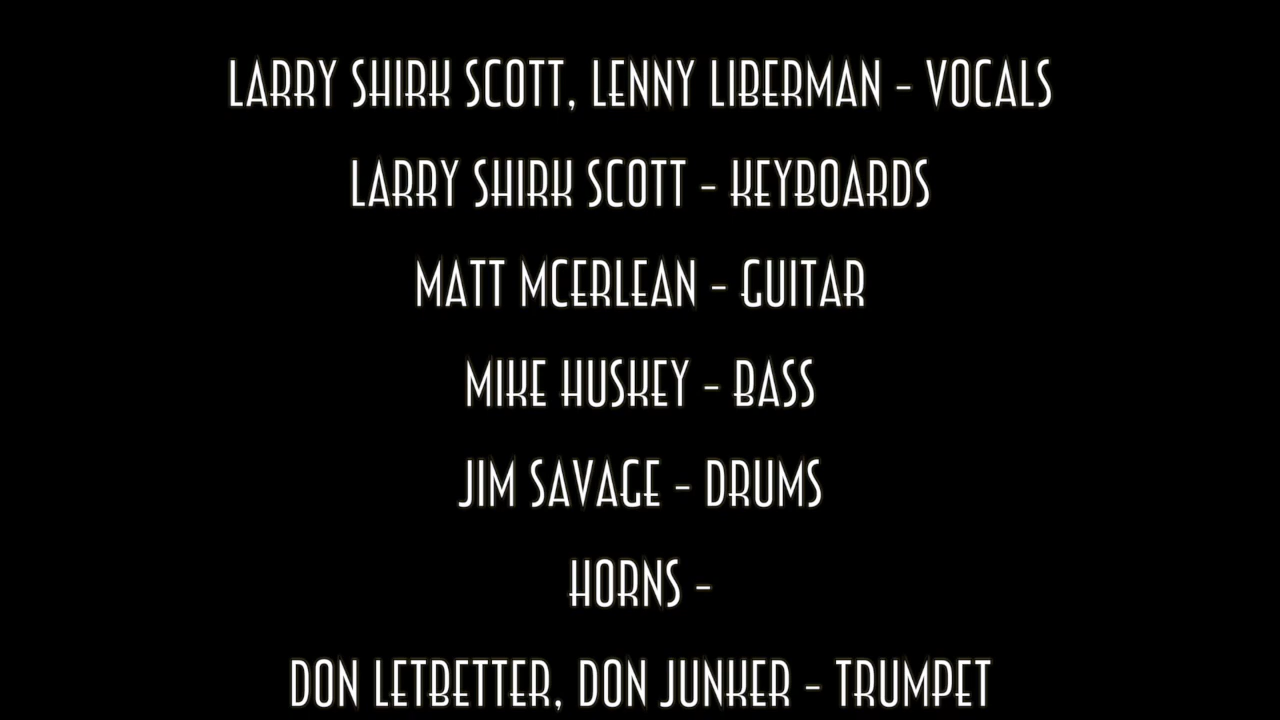 LARRY SHIRK SCOTT, LENNY LIBERMAN - VOCALS
LARRY SHIRK SCOTT - KEYBOARDS
MATT MCERLEAN - GUITAR
MIKE HUSKEY - BASS
JIM SAVAGE - DRUMS
HORNS -
DON LETBETTER, DON JUNKER - TRUMPET